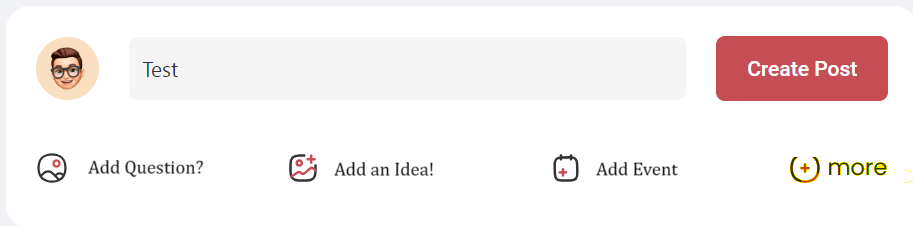 Test
Create Post
Add Question?
Add an Idea!
Add Event
more